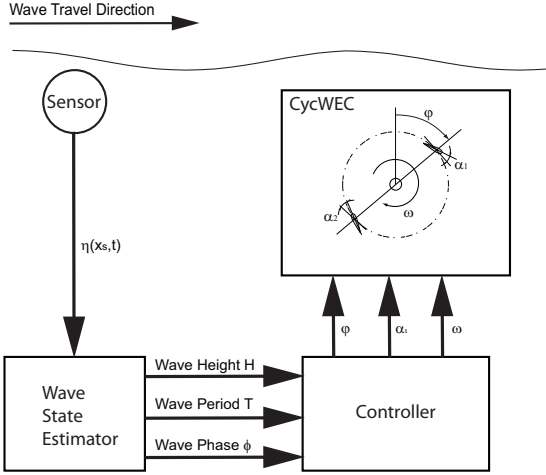 Wave Travel Direction
Sensor
CycWEC
φ
α₁
α₂
ω
η(xₛ,t)
φ
αᵢ
ω
Wave Height H
Wave Period T
Wave Phase ϕ
Wave
State
Estimator
Controller